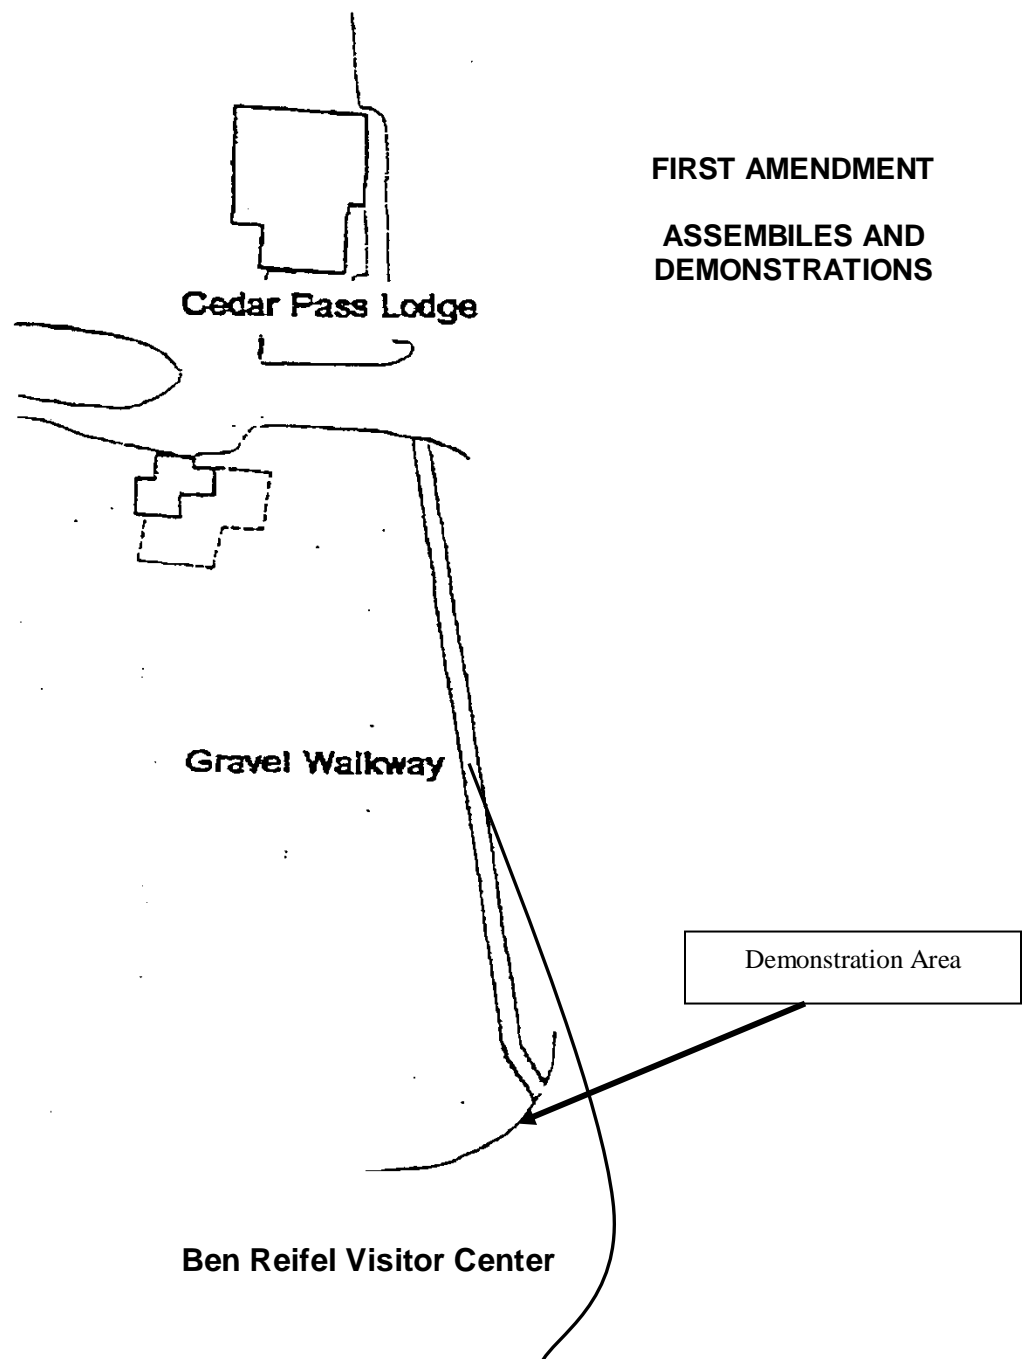 FIRST AMENDMENT
ASSEMBILES AND
DEMONSTRATIONS
Cedar Pass Lodge
Gravel Walkway
Demonstration Area
Ben Reifel Visitor Center